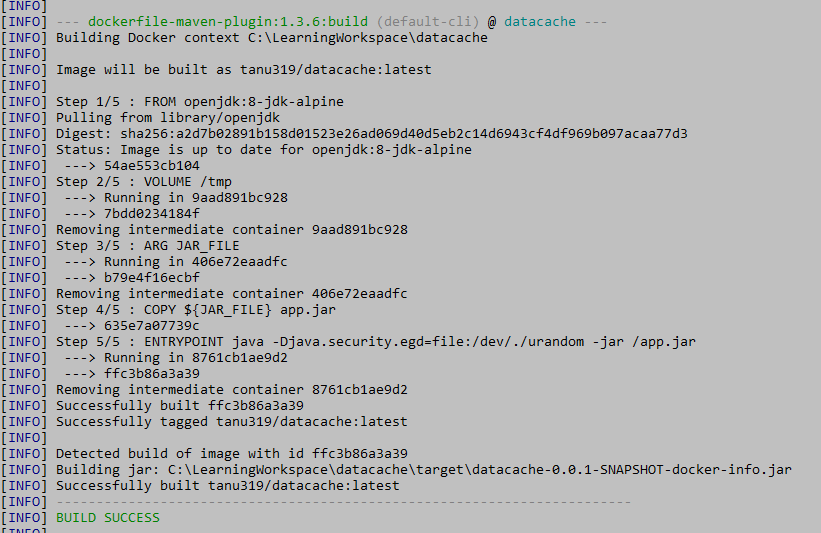 [INFO]
[INFO] --- dockerfile-maven-plugin:1.3.6:build (default-cli) @ datacache ---
[INFO] Building Docker context C:\LearningWorkspace\datacache
[INFO]
[INFO] Image will be built as tanu319/datacache:latest
[INFO]
[INFO] Step 1/5 : FROM openjdk:8-jdk-alpine
[INFO] Pulling from library/openjdk
[INFO] Digest: sha256:a2d7b02891b158d01523e26ad069d40d5eb2c14d6943cf4df969b097acaa77d3
[INFO] Status: Image is up to date for openjdk:8-jdk-alpine
[INFO]  ---> 54ae553cb104
[INFO] Step 2/5 : VOLUME /tmp
[INFO]  ---> Running in 9aad891bc928
[INFO]  ---> 7bdd0234184f
[INFO] Removing intermediate container 9aad891bc928
[INFO] Step 3/5 : ARG JAR_FILE
[INFO]  ---> Running in 406e72eaadfc
[INFO]  ---> b79e4f16ecbf
[INFO] Removing intermediate container 406e72eaadfc
[INFO] Step 4/5 : COPY ${JAR_FILE} app.jar
[INFO]  ---> 635e7a07739c
[INFO] Step 5/5 : ENTRYPOINT java -Djava.security.egd=file:/dev/./urandom -jar /app.jar
[INFO]  ---> Running in 8761cb1ae9d2
[INFO]  ---> ffc3b86a3a39
[INFO] Removing intermediate container 8761cb1ae9d2
[INFO] Successfully built ffc3b86a3a39
[INFO] Successfully tagged tanu319/datacache:latest
[INFO]
[INFO] Detected build of image with id ffc3b86a3a39
[INFO] Building jar: C:\LearningWorkspace\datacache\target\datacache-0.0.1-SNAPSHOT-docker-info.jar
[INFO] Successfully built tanu319/datacache:latest
[INFO] ------------------------------------------------------------------------
[INFO] BUILD SUCCESS
[INFO]